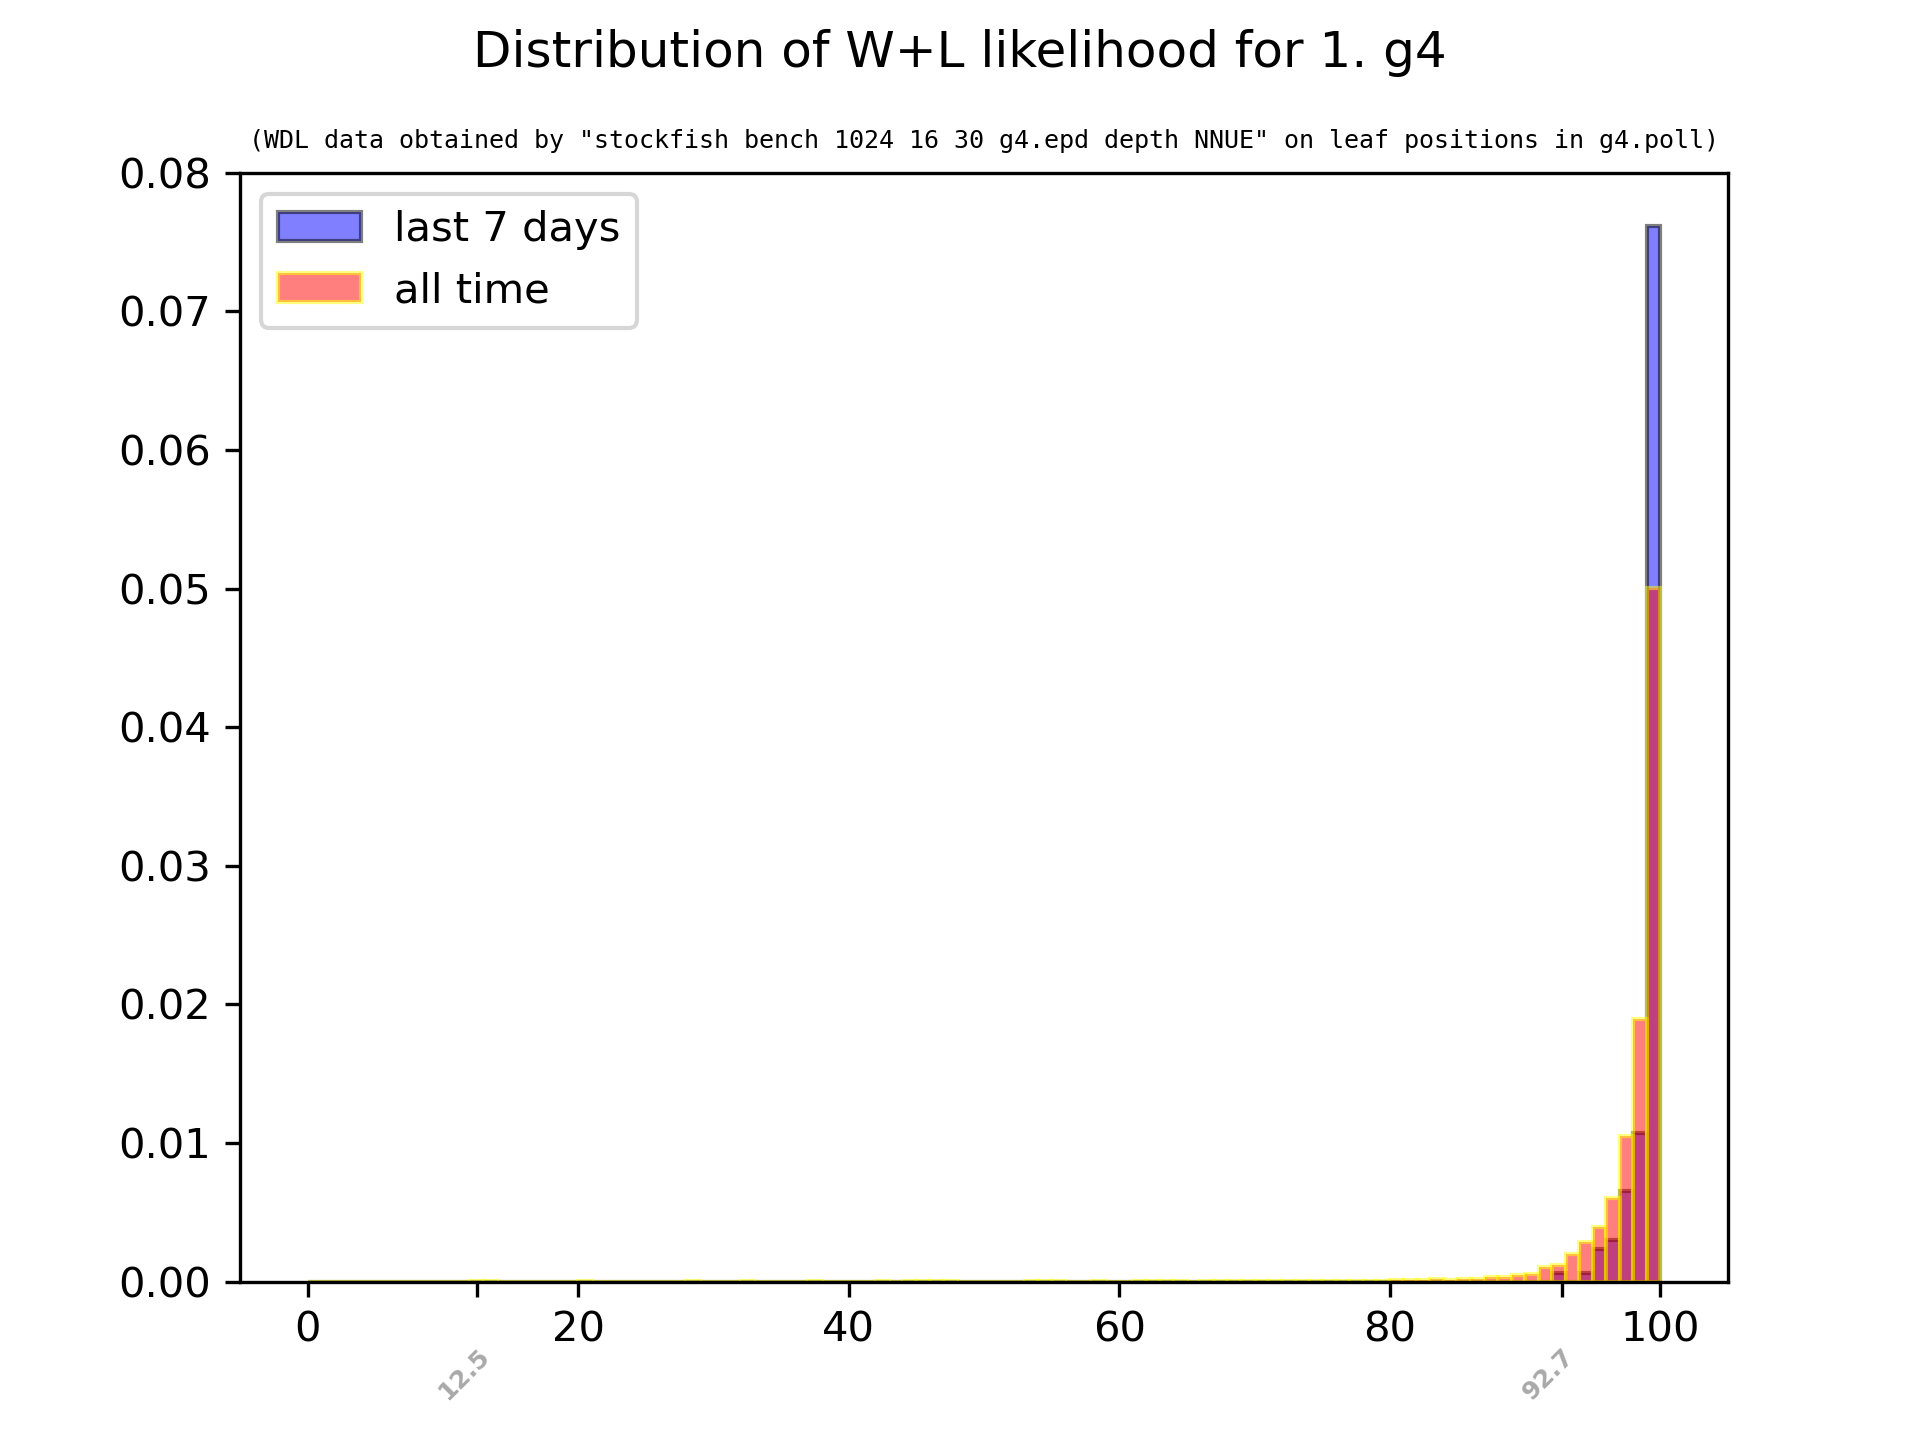 Distribution of W+L likelihood for 1. g4
(WDL data obtained by "stockfish bench 1024 16 30 g4.epd depth NNUE" on leaf positions in g4.poll)
last 7 days
all time
0.08
0.07
0.06
0.05
0.04
0.03
0.02
0.01
0.00
0 20 40 60 80 100
12.5 92.7